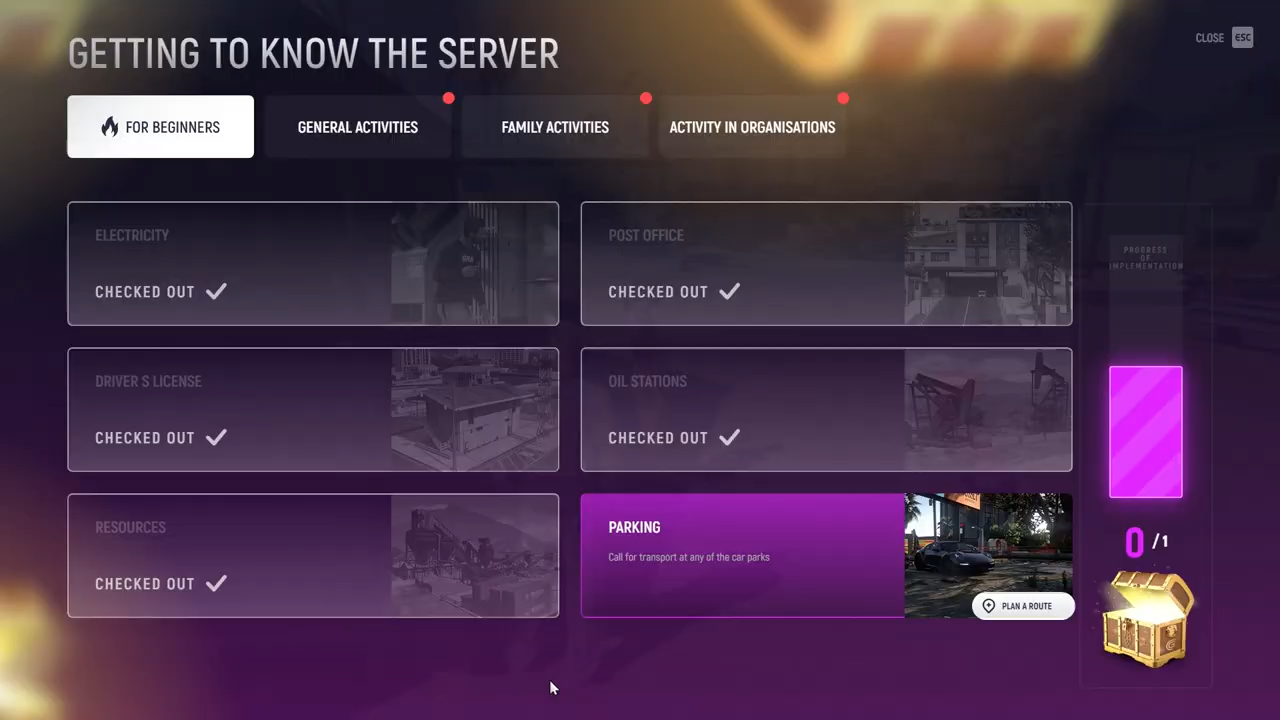 GETTING TO KNOW THE SERVER
CLOSE ESC
FOR BEGINNERS
GENERAL ACTIVITIES
FAMILY ACTIVITIES
ACTIVITY IN ORGANISATIONS
ELECTRICITY
CHECKED OUT
POST OFFICE
CHECKED OUT
DRIVER S LICENSE
CHECKED OUT
OIL STATIONS
CHECKED OUT
RESOURCES
CHECKED OUT
PARKING
Call for transport at any of the car parks
PLAN A ROUTE
PROGRESS
OF
IMPLEMENTATION
0 /1